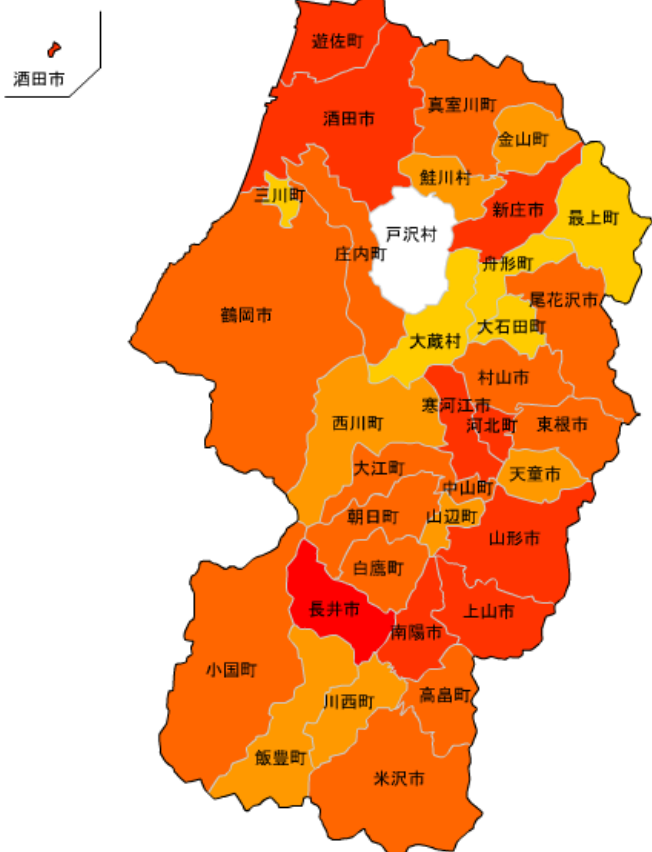 遊佐町
酒田市
酒田市
真室川町
金山町
鮭川村
三川町
新庄市
最上町
戸沢村
庄内町
舟形町
尾花沢市
鶴岡市
大石田町
大蔵村
村山市
寒河江市
西川町
河北町
東根市
大江町
天童市
中山町
朝日町
山辺町
山形市
白鷹町
長井市
上山市
南陽市
小国町
高畠町
川西町
飯豊町
米沢市